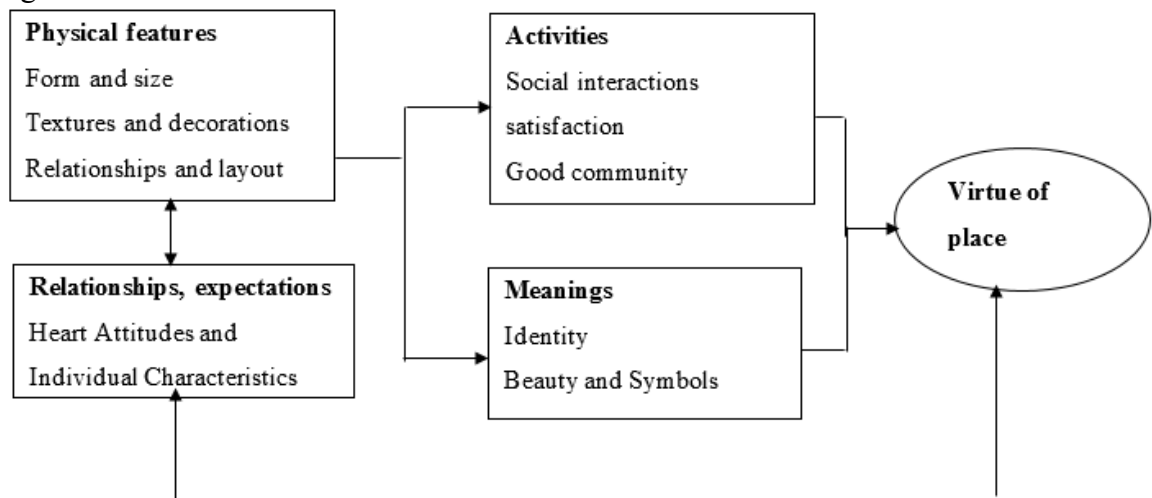 Physical features
Form and size
Textures and decorations
Relationships and layout
Relationships, expectations
Heart Attitudes and
Individual Characteristics
Activities
Social interactions
satisfaction
Good community
Meanings
Identity
Beauty and Symbols
Virtue of
place